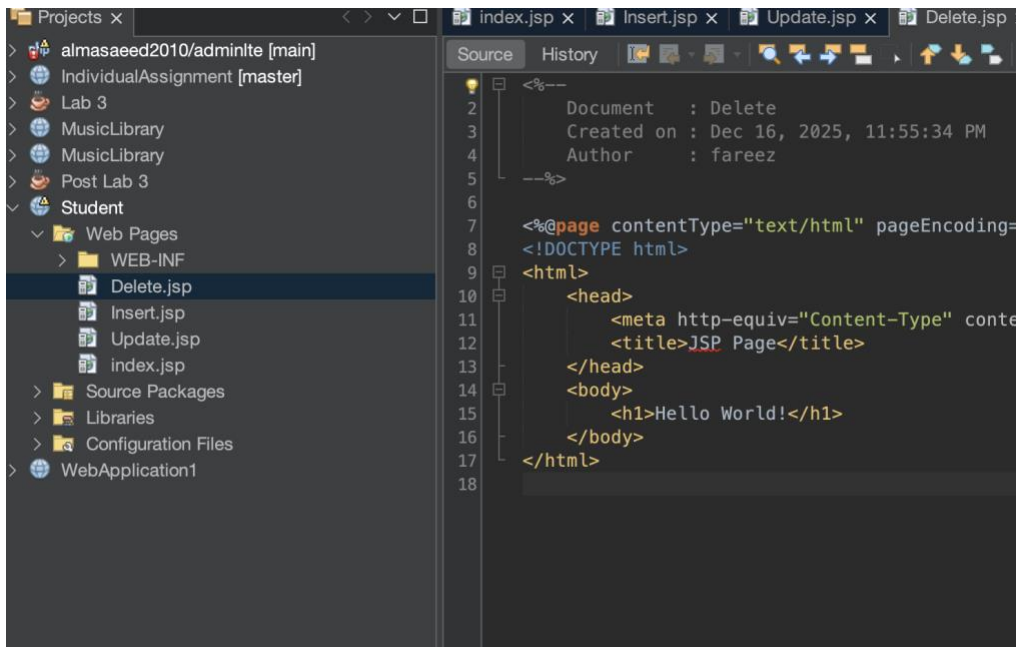 Projects
almasaeed2010/adminlte [main]
IndividualAssignment [master]
Lab 3
MusicLibrary
MusicLibrary
Post Lab 3
Student
Web Pages
WEB-INF
Delete.jsp
Insert.jsp
Update.jsp
index.jsp
Source Packages
Libraries
Configuration Files
WebApplication1
index.jsp Insert.jsp Update.jsp Delete.jsp
Source History
<%--
2 Document : Delete
3 Created on : Dec 16, 2025, 11:55:34 PM
4 Author : fareez
5 --%>
6
7 <%@page contentType="text/html" pageEncoding=
8 <!DOCTYPE html>
9 <html>
10 <head>
11 <meta http-equiv="Content-Type" conte
12 <title>JSP Page</title>
13 </head>
14 <body>
15 <h1>Hello World!</h1>
16 </body>
17 </html>
18